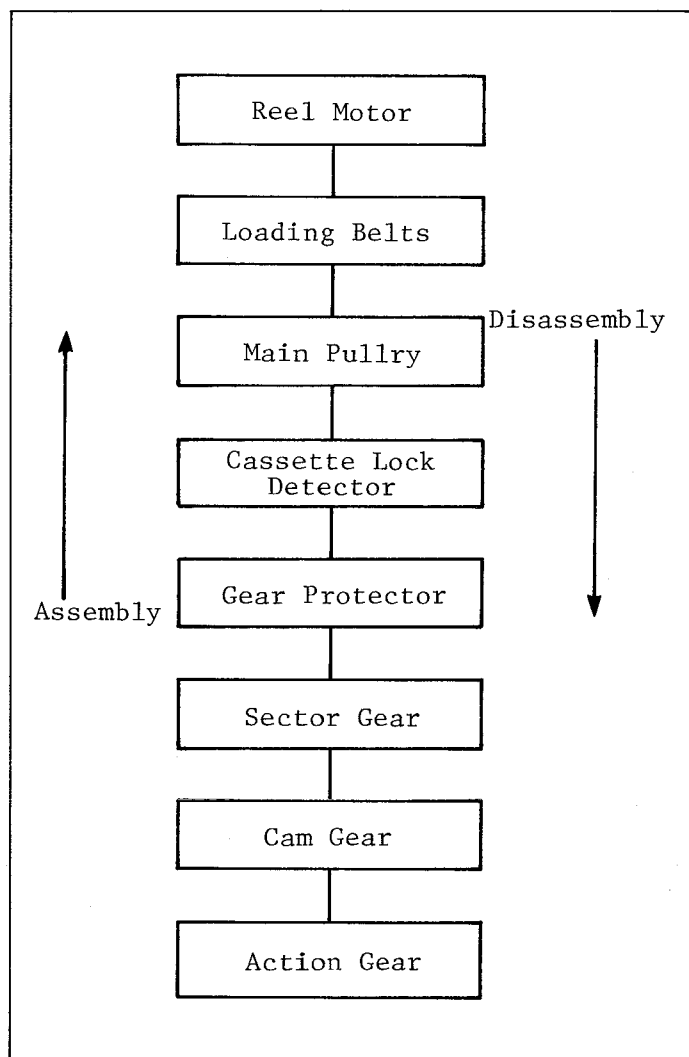 Reel Motor
Loading Belts
Main Pullry
Disassembly
Cassette Lock
Detector
Gear Protector
Assembly
Sector Gear
Cam Gear
Action Gear